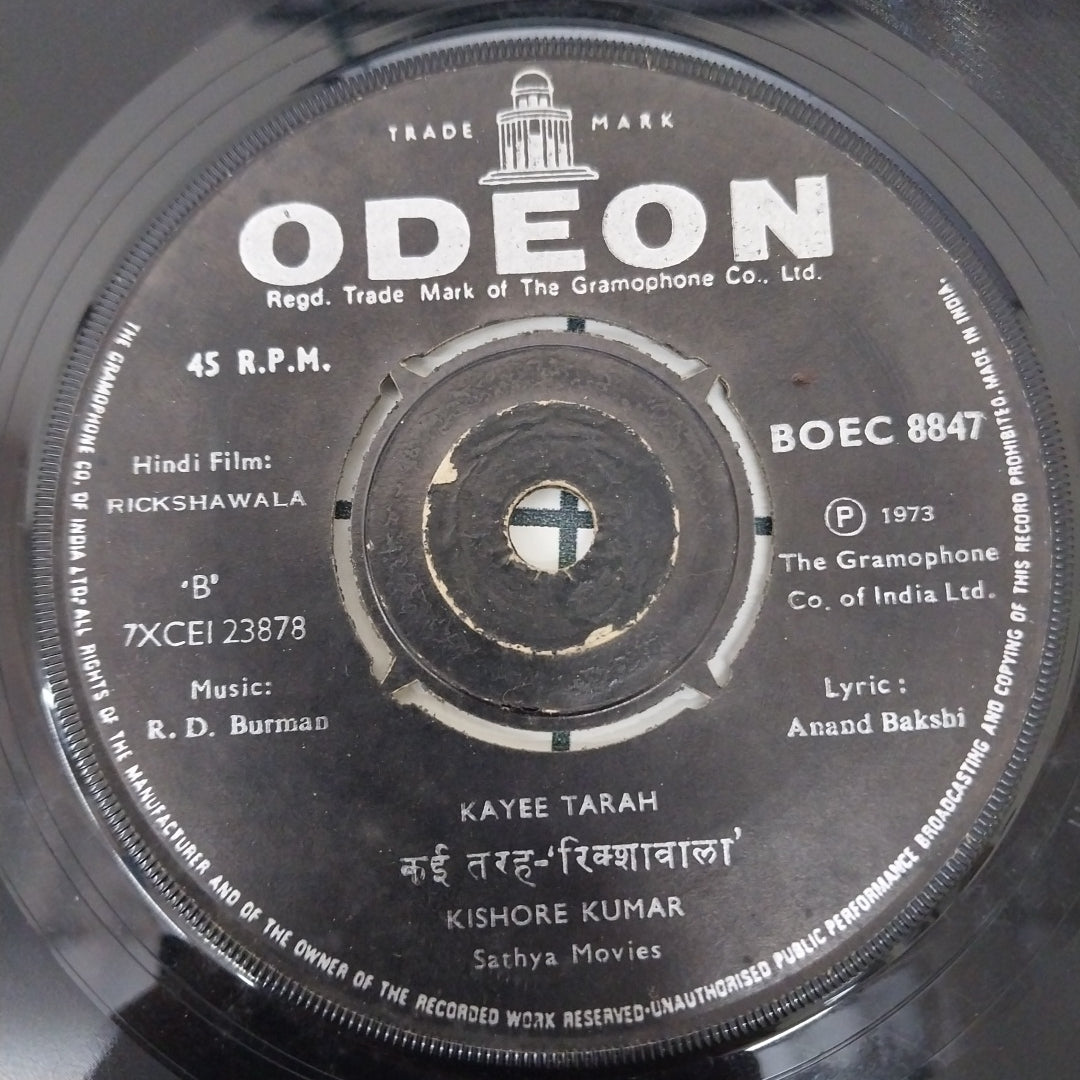 TRADE MARK
ODEON
Regd. Trade Mark of The Gramophone Co., Ltd.
45 R.P.M.
BOEC 8847
Hindi Film:
RICKSHAWALA
'B'
7XCEI 23878
Music:
R. D. Burman
Ⓟ 1973
The Gramophone
Co. of India Ltd.
Lyric :
Anand Bakshi
KAYEE TARAH
कई तरह-'रिक्शावाला'
KISHORE KUMAR
Sathya Movies
THE GRAMOPHONE CO. OF INDIA LTD. ALL RIGHTS OF THE MANUFACTURER AND OF THE OWNER OF THE RECORDED WORK RESERVED·UNAUTHORISED PUBLIC PERFORMANCE BROADCASTING AND COPYING OF THIS RECORD PROHIBITED. MADE IN INDIA.